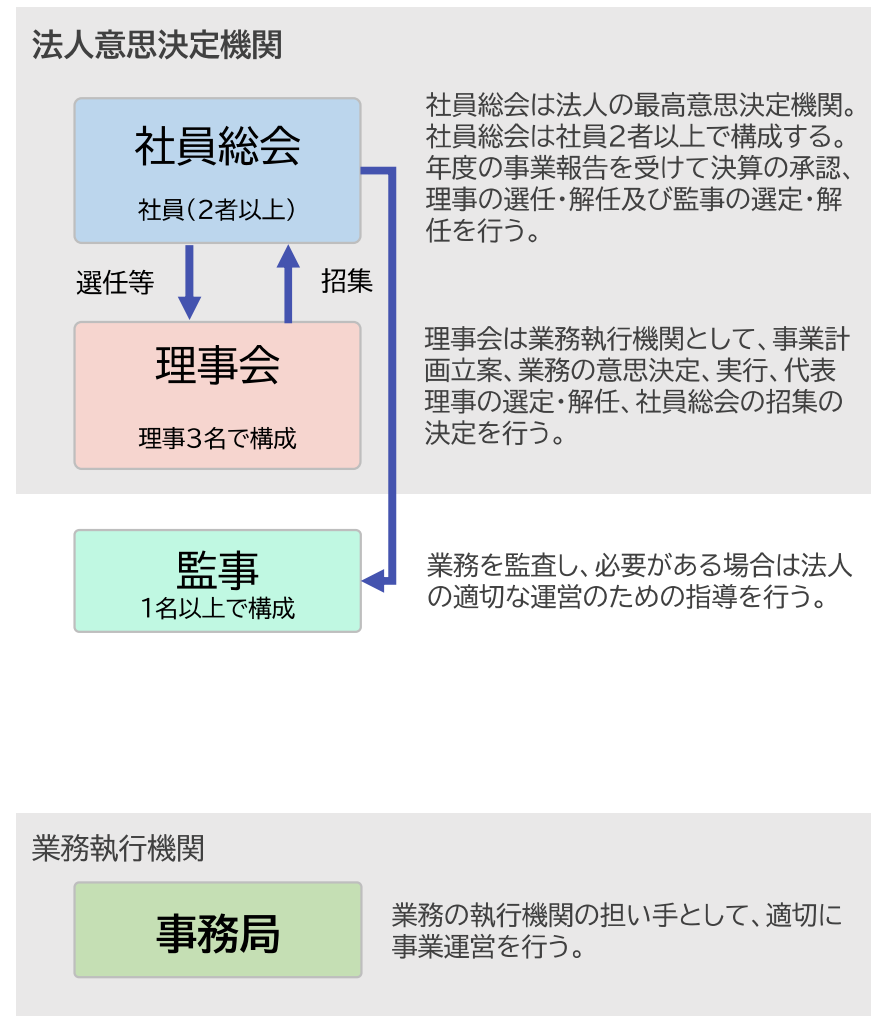 法人意思決定機関
社員総会
社員(2者以上)
社員総会は法人の最高意思決定機関。
社員総会は社員2者以上で構成する。
年度の事業報告を受けて決算の承認、
理事の選任・解任及び監事の選定・解
任を行う。
選任等
招集
理事会
理事3名で構成
理事会は業務執行機関として、事業計
画立案、業務の意思決定、実行、代表
理事の選定・解任、社員総会の招集の
決定を行う。
監事
1名以上で構成
業務を監査し、必要がある場合は法人
の適切な運営のための指導を行う。
業務執行機関
事務局
業務の執行機関の担い手として、適切に
事業運営を行う。